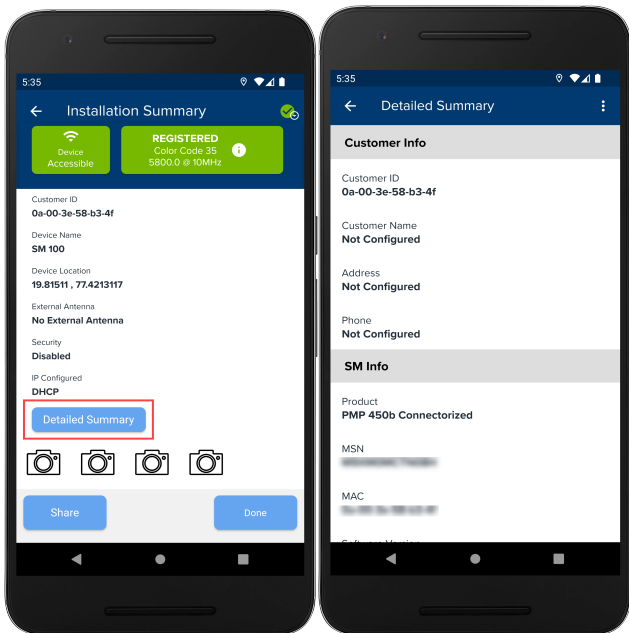 5:35
Installation Summary
Device
Accessible
REGISTERED
Color Code 35
5800.0 @ 10MHz
Customer ID
0a-00-3e-58-b3-4f
Device Name
SM 100
Device Location
19.81511 , 77.4213117
External Antenna
No External Antenna
Security
Disabled
IP Configured
DHCP
Detailed Summary
Share
Done
5:35
Detailed Summary
Customer Info
Customer ID
0a-00-3e-58-b3-4f
Customer Name
Not Configured
Address
Not Configured
Phone
Not Configured
SM Info
Product
PMP 450b Connectorized
MSN
MAC